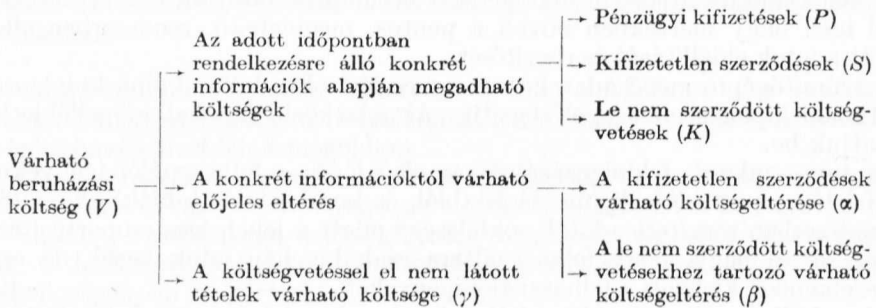 Várható
beruházási
költség (V)
Az adott időpontban
rendelkezésre álló konkrét
információk alapján megadható
költségek
A konkrét információktól várható
előjeles eltérés
A költségvetéssel el nem látott
tételek várható költsége (γ)
Pénzügyi kifizetések (P)
Kifizetetlen szerződések (S)
Le nem szerződött költség-
vetések (K)
A kifizetetlen szerződések
várható költségeltérése (α)
A le nem szerződött költség-
vetésekhez tartozó várható
költségeltérés (β)